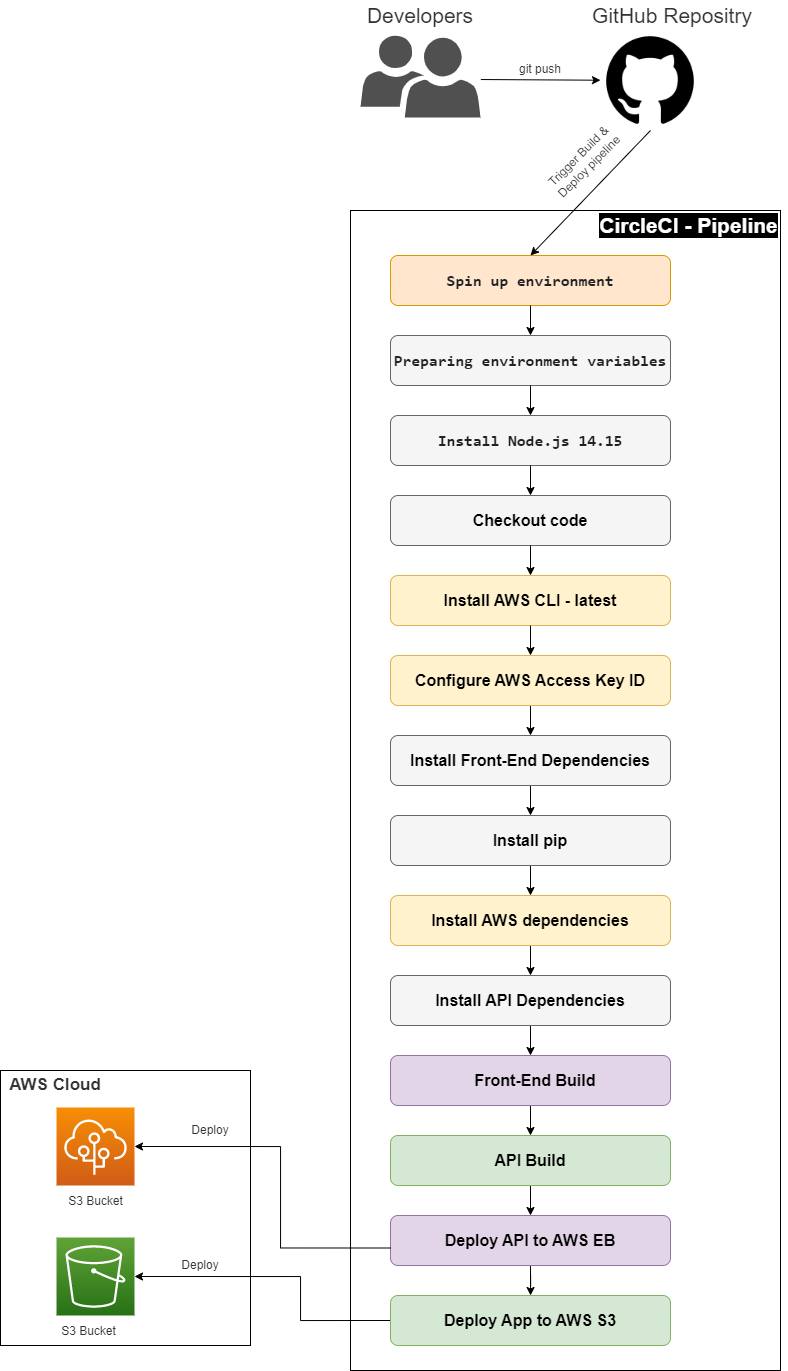 Developers
GitHub Repositry
git push
Trigger Build &
Deploy pipeline
CircleCI - Pipeline
Spin up environment
Preparing environment variables
Install Node.js 14.15
Checkout code
Install AWS CLI - latest
Configure AWS Access Key ID
Install Front-End Dependencies
Install pip
Install AWS dependencies
Install API Dependencies
Front-End Build
API Build
Deploy API to AWS EB
Deploy App to AWS S3
AWS Cloud
Deploy
S3 Bucket
Deploy
S3 Bucket